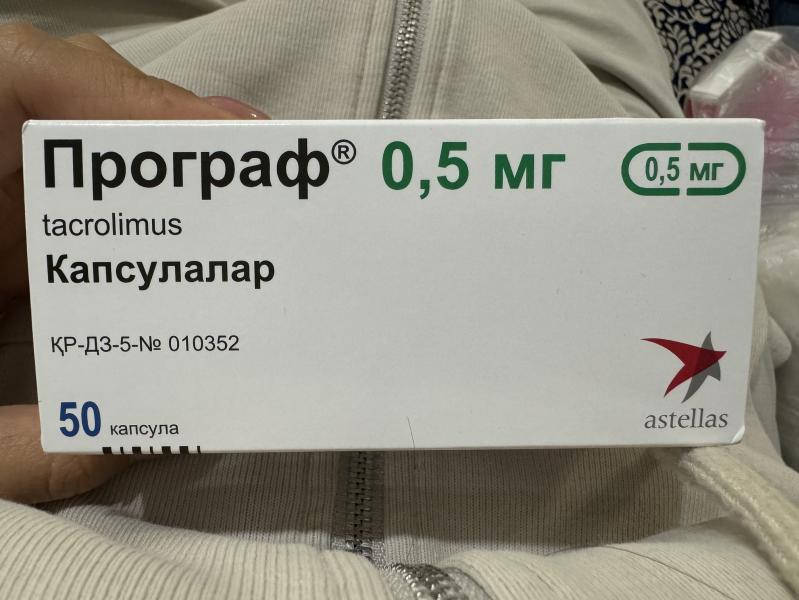 Програф® 0,5 мг
0,5 мг
tacrolimus
Капсулалар
ҚР-ДЗ-5-№ 010352
astellas
50 капсула